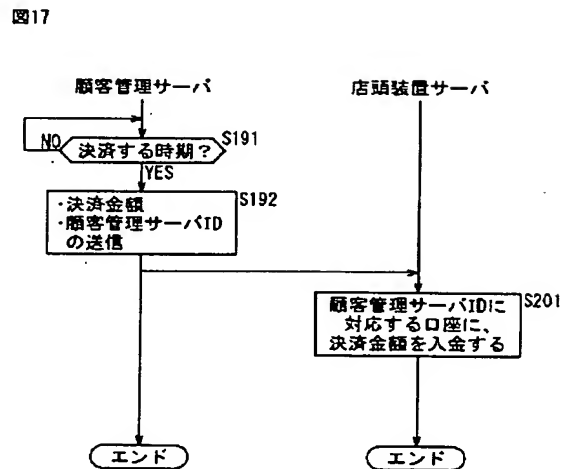 図17
顧客管理サーバ
店頭装置サーバ
NO
決済する時期？
S191
YES
・決済金額
・顧客管理サーバID
の送信
S192
顧客管理サーバIDに
対応する口座に、
決済金額を入金する
S201
エンド
エンド